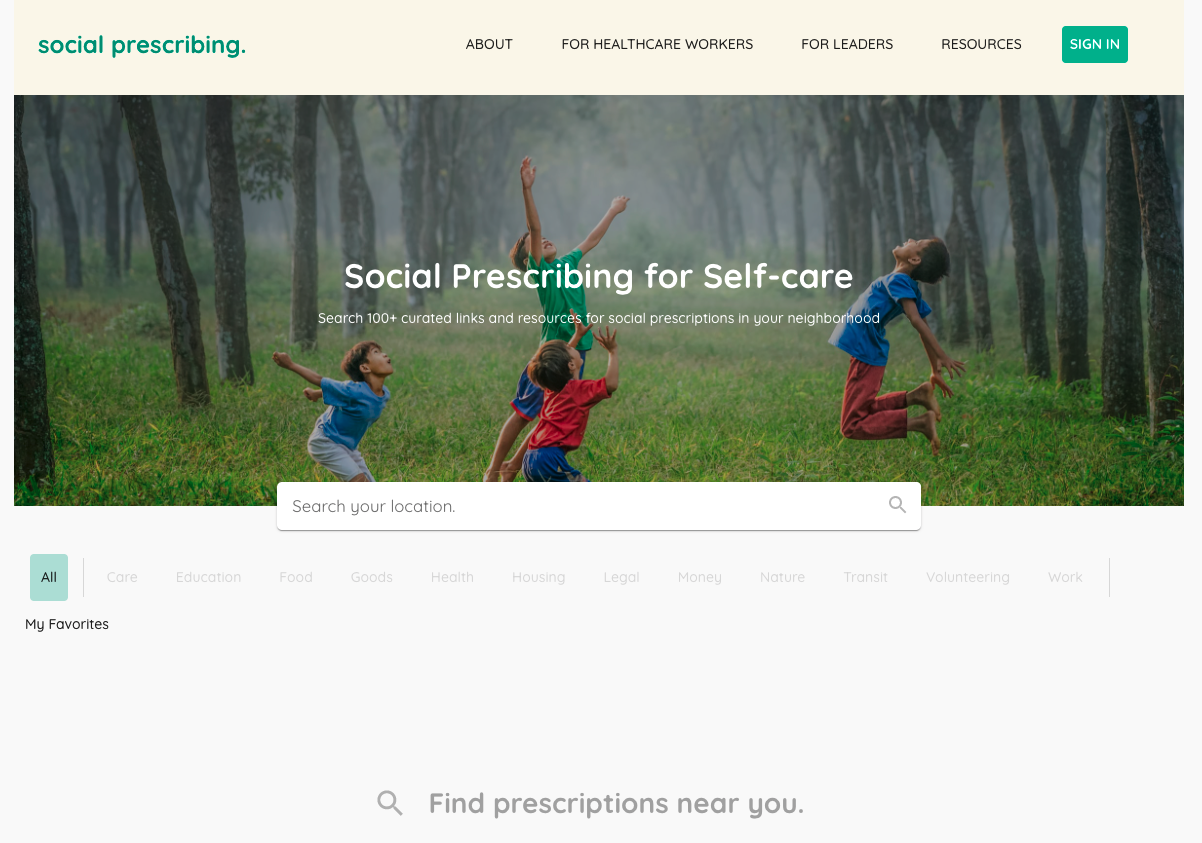 social prescribing.
ABOUT FOR HEALTHCARE WORKERS FOR LEADERS RESOURCES SIGN IN
Social Prescribing for Self-care
Search 100+ curated links and resources for social prescriptions in your neighborhood
Search your location.
All Care Education Food Goods Health Housing Legal Money Nature Transit Volunteering Work
My Favorites
Find prescriptions near you.